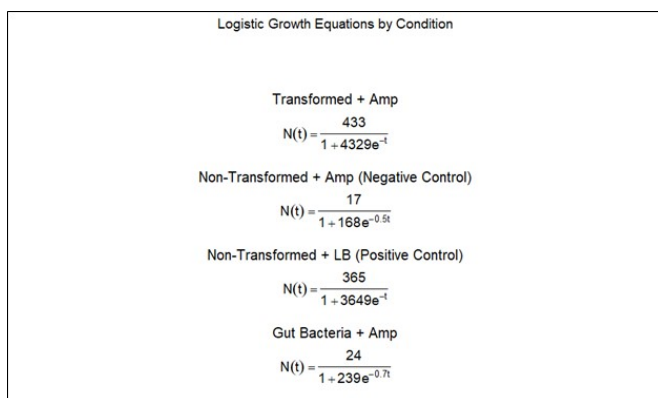 Logistic Growth Equations by Condition
Transformed + Amp
N(t) = 433 / 1+4329e^-t
Non-Transformed + Amp (Negative Control)
N(t) = 17 / 1+168e^-0.5t
Non-Transformed + LB (Positive Control)
N(t) = 365 / 1+3649e^-t
Gut Bacteria + Amp
N(t) = 24 / 1+239e^-0.7t